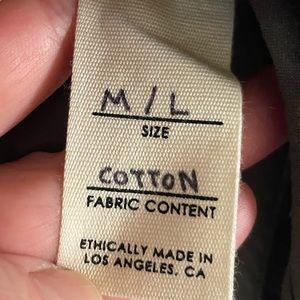 M/L
SIZE
COTTON
FABRIC CONTENT
ETHICALLY MADE IN
LOS ANGELES. CA